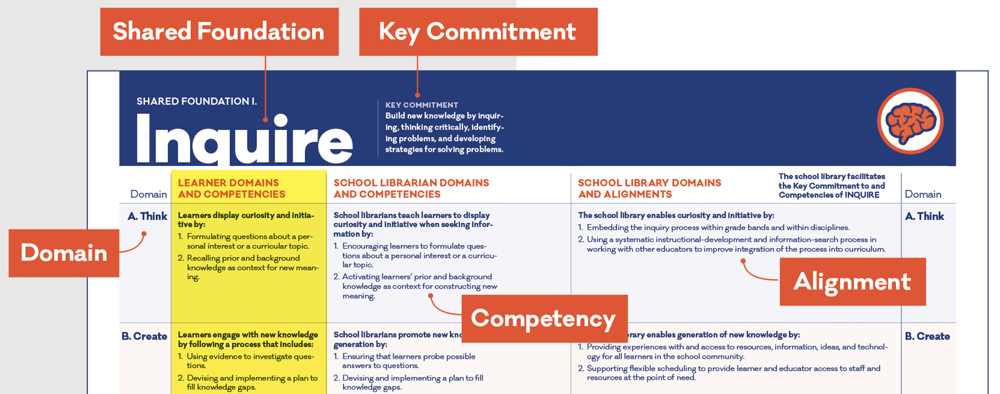 Shared Foundation
Key Commitment
SHARED FOUNDATION I.
Inquire
KEY COMMITMENT
Build new knowledge by inquir-
ing, thinking critically, identify-
ing problems, and developing
strategies for solving problems.
Domain
LEARNER DOMAINS
AND COMPETENCIES
SCHOOL LIBRARIAN DOMAINS
AND COMPETENCIES
SCHOOL LIBRARY DOMAINS
AND ALIGNMENTS
The school library facilitates
the Key Commitment to and
Competencies of INQUIRE
Domain
A. Think
Learners display curiosity and initia-
tive by:
1. Formulating questions about a per-
sonal interest or a curricular topic.
2. Recalling prior and background
knowledge as context for new mean-
ing.
School librarians teach learners to display
curiosity and initiative when seeking infor-
mation by:
1. Encouraging learners to formulate ques-
tions about a personal interest or a curricu-
lar topic.
2. Activating learners’ prior and background
knowledge as context for constructing new
meaning.
The school library enables curiosity and initiative by:
1. Embedding the inquiry process within grade bands and within disciplines.
2. Using a systematic instructional-development and information-search process in
working with other educators to improve integration of the process into curriculum.
A. Think
Domain
Alignment
Competency
B. Create
Learners engage with new knowledge
by following a process that includes:
1. Using evidence to investigate ques-
tions.
2. Devising and implementing a plan to
fill knowledge gaps.
School librarians promote new
generation by:
1. Ensuring that learners probe possible
answers to questions.
2. Devising and implementing a plan to fill
knowledge gaps.
enables generation of new knowledge by:
1. Providing experiences with and access to resources, information, ideas, and technol-
ogy for all learners in the school community.
2. Supporting flexible scheduling to provide learner and educator access to staff and
resources at the point of need.
B. Create